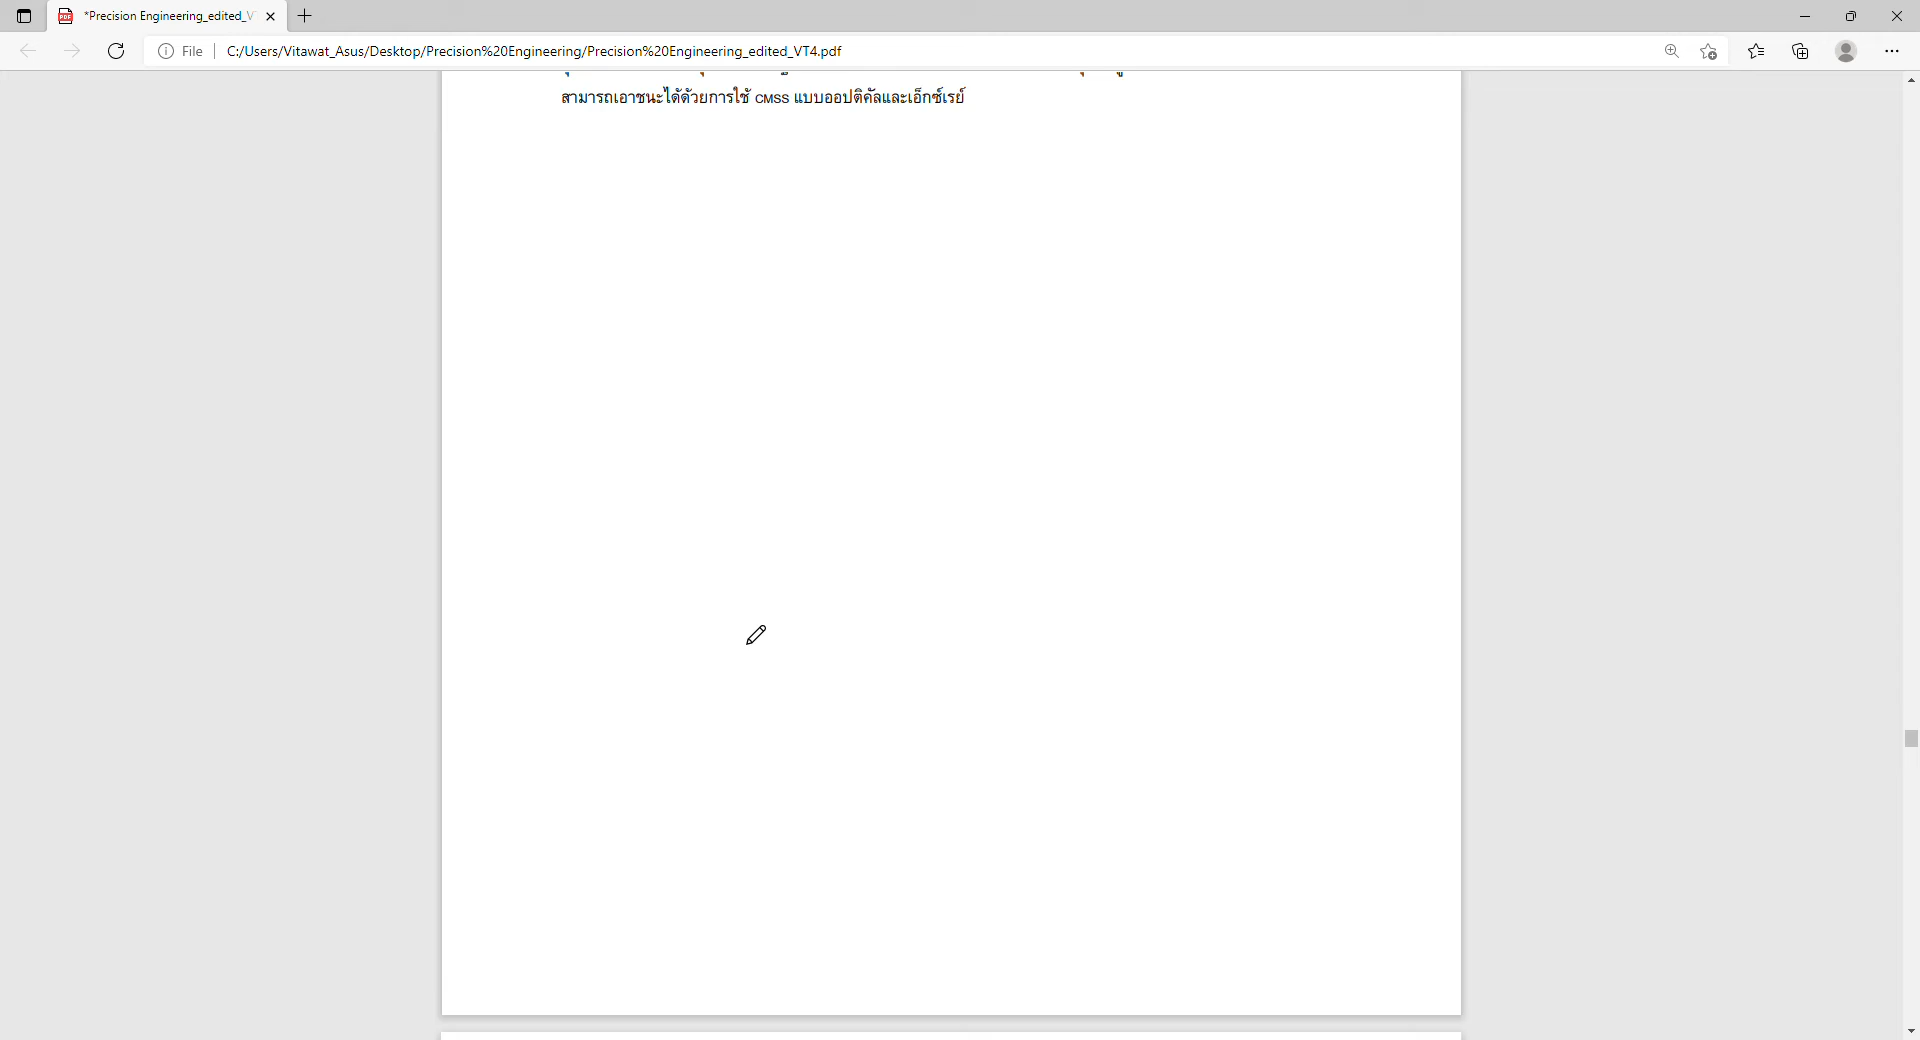 *Precision Engineering_edited_V
File
C:/Users/Vitawat_Asus/Desktop/Precision%20Engineering/Precision%20Engineering_edited_VT4.pdf
สามารถเอาชนะได้ด้วยการใช้ CMSS แบบออปติคัลและเอ็กซ์เรย์